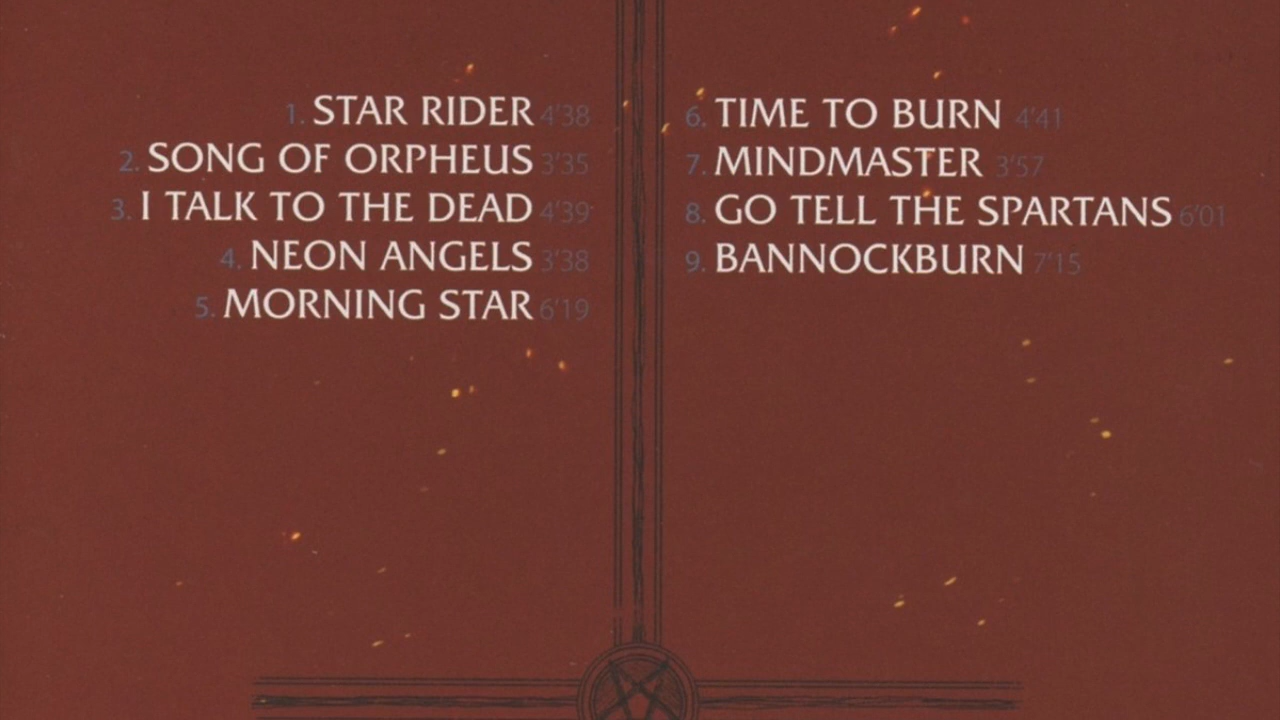 1. STAR RIDER 4'38
2. SONG OF ORPHEUS 3'35
3. I TALK TO THE DEAD 4'39
4. NEON ANGELS 3'38
5. MORNING STAR 6'19
6. TIME TO BURN 4'41
7. MINDMASTER 3'57
8. GO TELL THE SPARTANS 6'01
9. BANNOCKBURN 7'15